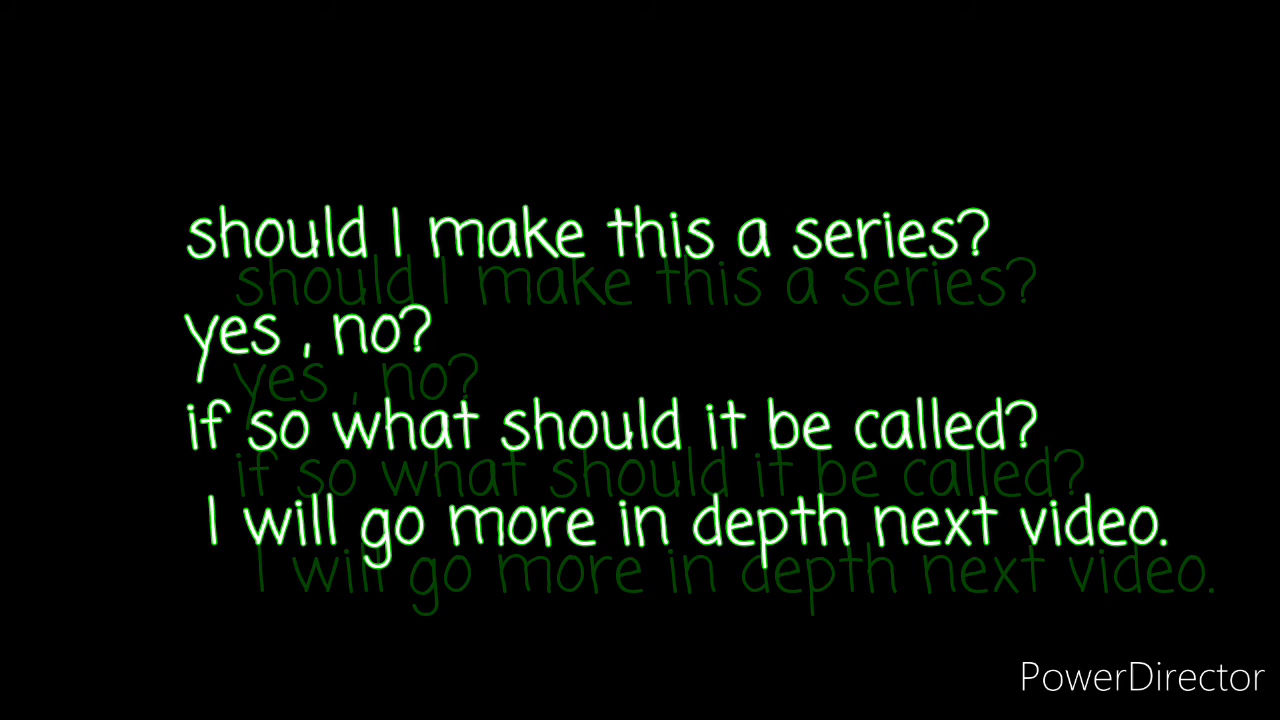 should I make this a series?
yes , no?
if so what should it be called?
I will go more in depth next video.
PowerDirector